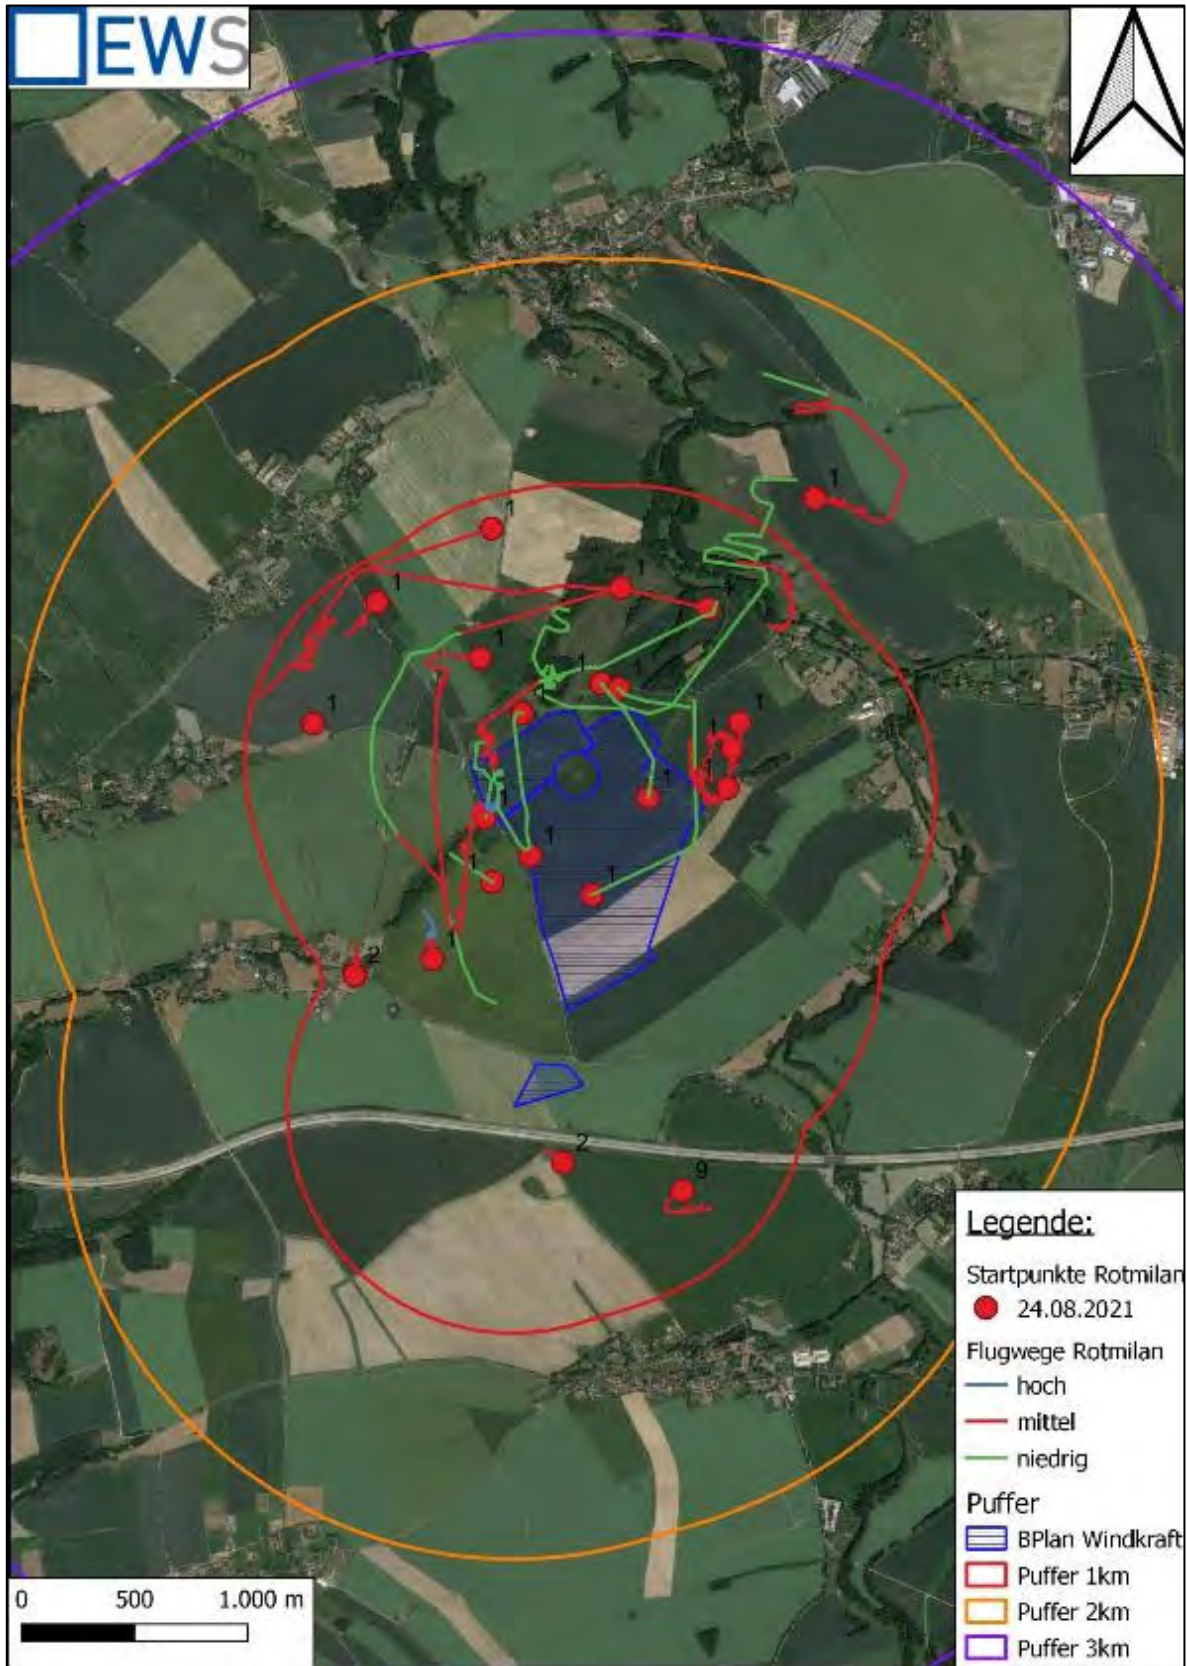 EWS
1
1
1
1
4
1
1
1
1
1
1
1
1
1
1
1
1
1
2
2
9
Legende:
Startpunkte Rotmilan
24.08.2021
Flugwege Rotmilan
hoch
mittel
niedrig
Puffer
BPlan Windkraft
Puffer 1km
Puffer 2km
Puffer 3km
0 500 1.000 m